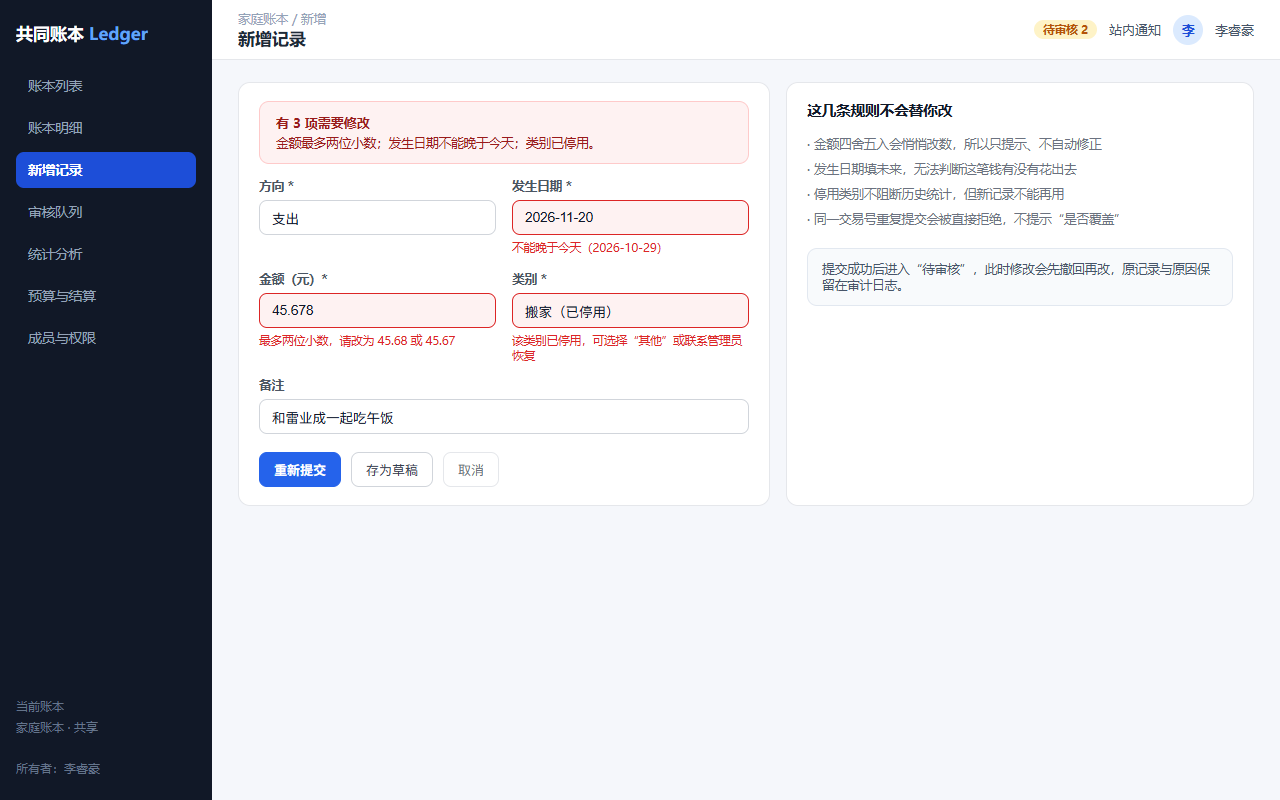 共同账本 Ledger
账本列表
账本明细
新增记录
审核队列
统计分析
预算与结算
成员与权限
当前账本
家庭账本 · 共享
所有者：李睿豪
家庭账本 / 新增
新增记录
待审核 2
站内通知
李
李睿豪
有 3 项需要修改
金额最多两位小数；发生日期不能晚于今天；类别已停用。
方向 *
支出
发生日期 *
2026-11-20
不能晚于今天（2026-10-29）
金额（元）*
45.678
最多两位小数，请改为 45.68 或 45.67
类别 *
搬家（已停用）
该类别已停用，可选择“其他”或联系管理员
恢复
备注
和雷业成一起吃午饭
重新提交
存为草稿
取消
这几条规则不会替你改
· 金额四舍五入会悄悄改数，所以只提示、不自动修正
· 发生日期填未来，无法判断这笔钱有没有花出去
· 停用类别不阻断历史统计，但新记录不能再用
· 同一交易号重复提交会被直接拒绝，不提示“是否覆盖”
提交成功后进入“待审核”，此时修改会先撤回再改，原记录与原因保
留在审计日志。